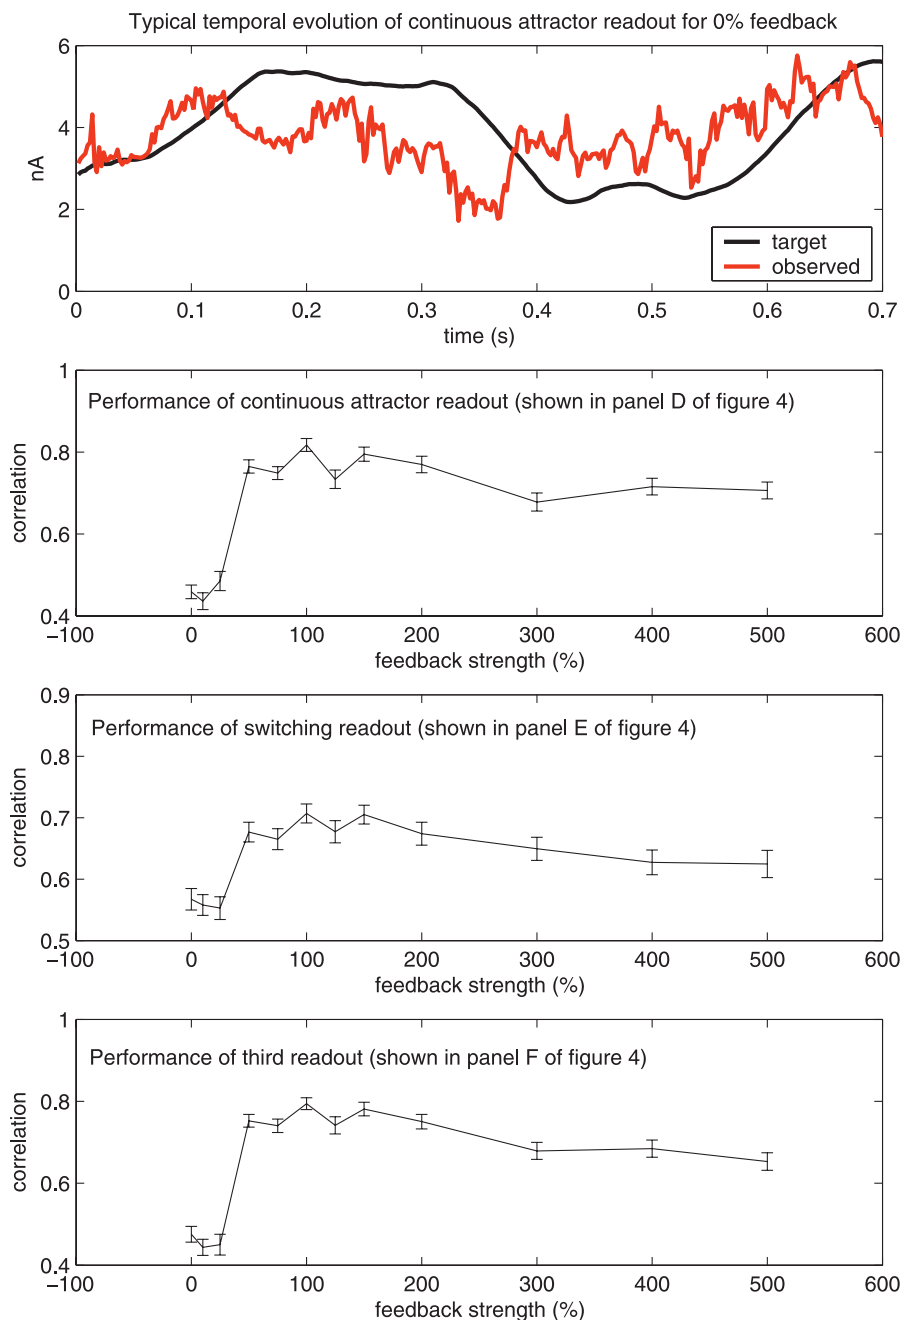 Typical temporal evolution of continuous attractor readout for 0% feedback
6
4
2
0
nA
target
observed
0 0.1 0.2 0.3 0.4 0.5 0.6 0.7
time (s)
1
0.8
0.6
0.4
correlation
Performance of continuous attractor readout (shown in panel D of figure 4)
−100 0 100 200 300 400 500 600
feedback strength (%)
0.9
0.8
0.7
0.6
0.5
correlation
Performance of switching readout (shown in panel E of figure 4)
−100 0 100 200 300 400 500 600
feedback strength (%)
1
0.8
0.6
0.4
correlation
Performance of third readout (shown in panel F of figure 4)
−100 0 100 200 300 400 500 600
feedback strength (%)